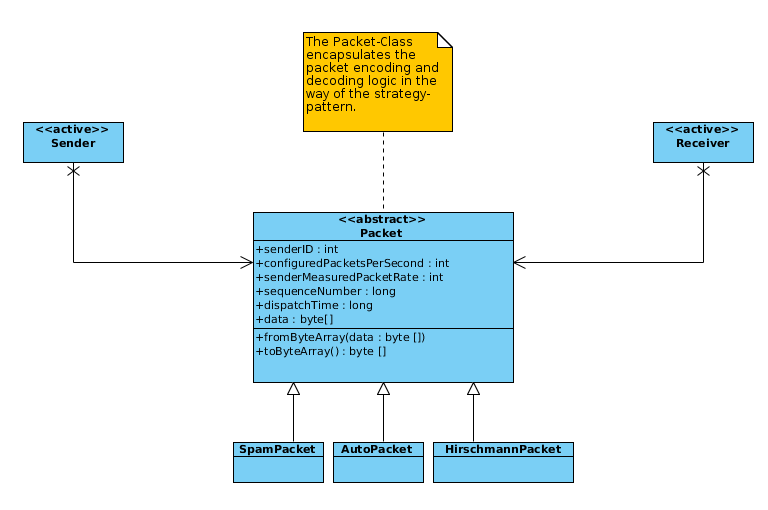 The Packet-Class
encapsulates the
packet encoding and
decoding logic in the
way of the strategy-
pattern.
<<active>>
Sender
<<active>>
Receiver
<<abstract>>
Packet
+senderID : int
+configuredPacketsPerSecond : int
+senderMeasuredPacketRate : int
+sequenceNumber : long
+dispatchTime : long
+data : byte[]
+fromByteArray(data : byte [])
+toByteArray() : byte []
SpamPacket
AutoPacket
HirschmannPacket